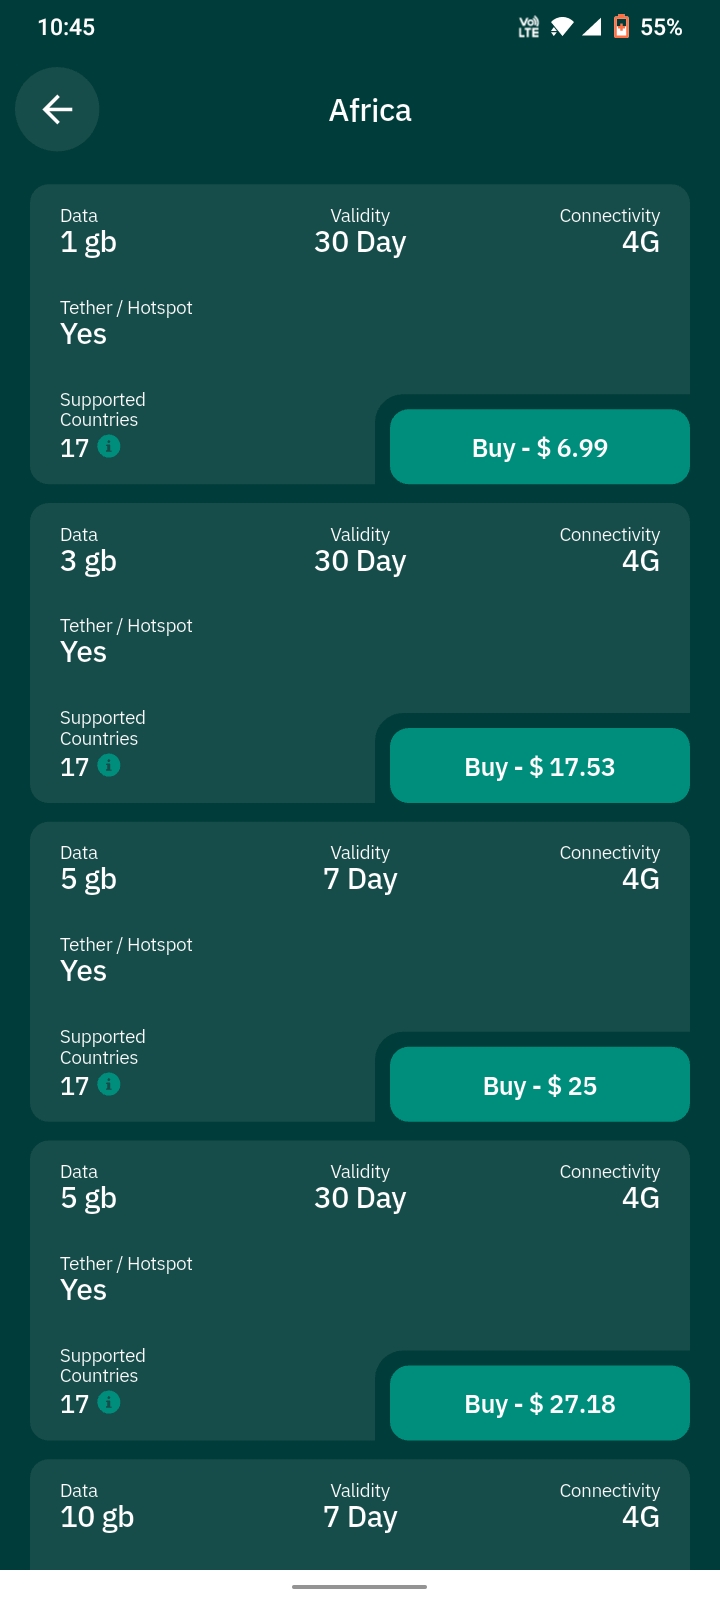 10:45
Vo))
LTE
55%
Africa
Data
Validity
Connectivity
1 gb
30 Day
4G
Tether / Hotspot
Yes
Supported
Countries
17
Buy - $ 6.99
Data
Validity
Connectivity
3 gb
30 Day
4G
Tether / Hotspot
Yes
Supported
Countries
17
Buy - $ 17.53
Data
Validity
Connectivity
5 gb
7 Day
4G
Tether / Hotspot
Yes
Supported
Countries
17
Buy - $ 25
Data
Validity
Connectivity
5 gb
30 Day
4G
Tether / Hotspot
Yes
Supported
Countries
17
Buy - $ 27.18
Data
Validity
Connectivity
10 gb
7 Day
4G